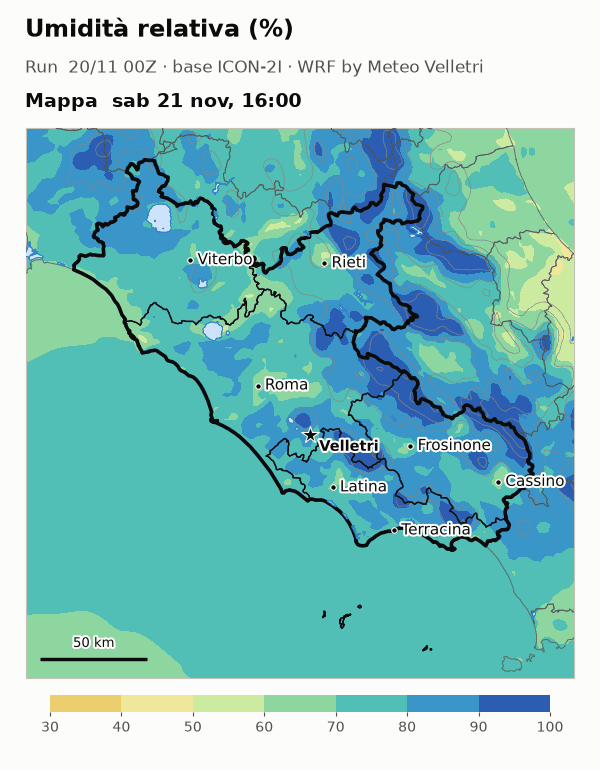 Umidità relativa (%)
Run  20/11 00Z · base ICON-2I · WRF by Meteo Velletri
Mappa  sab 21 nov, 16:00
Viterbo
Rieti
Roma
Velletri
Frosinone
Cassino
Latina
Terracina
50 km
30 40 50 60 70 80 90 100